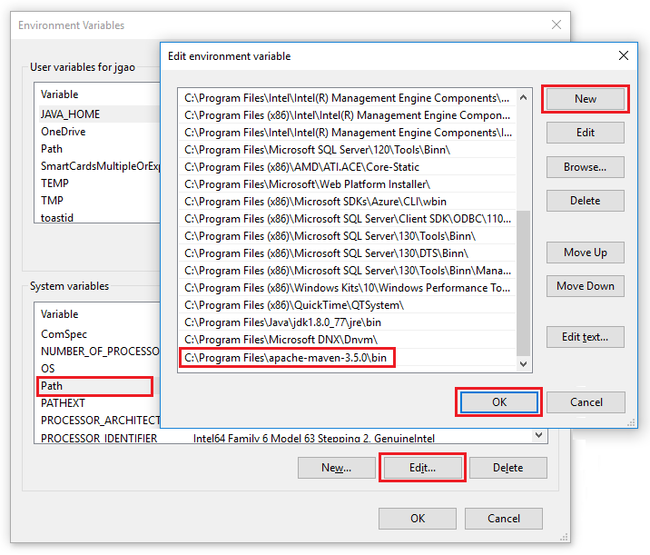 Environment Variables
User variables for jgao
Variable
JAVA_HOME
OneDrive
Path
SmartCardsMultipleOrExp
TEMP
TMP
toastid
System variables
Variable
ComSpec
NUMBER_OF_PROCESSO
OS
Path
PATHEXT
PROCESSOR_ARCHITECT
PROCESSOR_IDENTIFIER Intel64 Family 6 Model 63 Stepping 2, GenuineIntel
New... Edit... Delete
OK Cancel
Edit environment variable
C:\Program Files\Intel\Intel(R) Management Engine Components\...
C:\Program Files (x86)\Intel\Intel(R) Management Engine Compon...
C:\Program Files\Intel\Intel(R) Management Engine Components\I...
C:\Program Files\Microsoft SQL Server\120\Tools\Binn\
C:\Program Files (x86)\AMD\ATI.ACE\Core-Static
C:\Program Files\Microsoft\Web Platform Installer\
C:\Program Files (x86)\Microsoft SDKs\Azure\CLI\wbin
C:\Program Files\Microsoft SQL Server\Client SDK\ODBC\110...
C:\Program Files (x86)\Microsoft SQL Server\130\Tools\Binn\
C:\Program Files (x86)\Microsoft SQL Server\130\DTS\Binn\
C:\Program Files (x86)\Microsoft SQL Server\130\Tools\Binn\Mana...
C:\Program Files (x86)\Windows Kits\10\Windows Performance To...
C:\Program Files (x86)\QuickTime\QTSystem\
C:\Program Files\Java\jdk1.8.0_77\jre\bin
C:\Program Files\Microsoft DNX\Dnvm\
C:\Program Files\apache-maven-3.5.0\bin
New
Edit
Browse...
Delete
Move Up
Move Down
Edit text...
OK Cancel